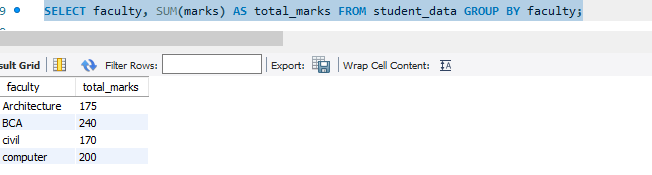 9 SELECT faculty, SUM(marks) AS total_marks FROM student_data GROUP BY faculty;
sult Grid Filter Rows: Export: Wrap Cell Content: IA
faculty total_marks
Architecture 175
BCA 240
civil 170
computer 200